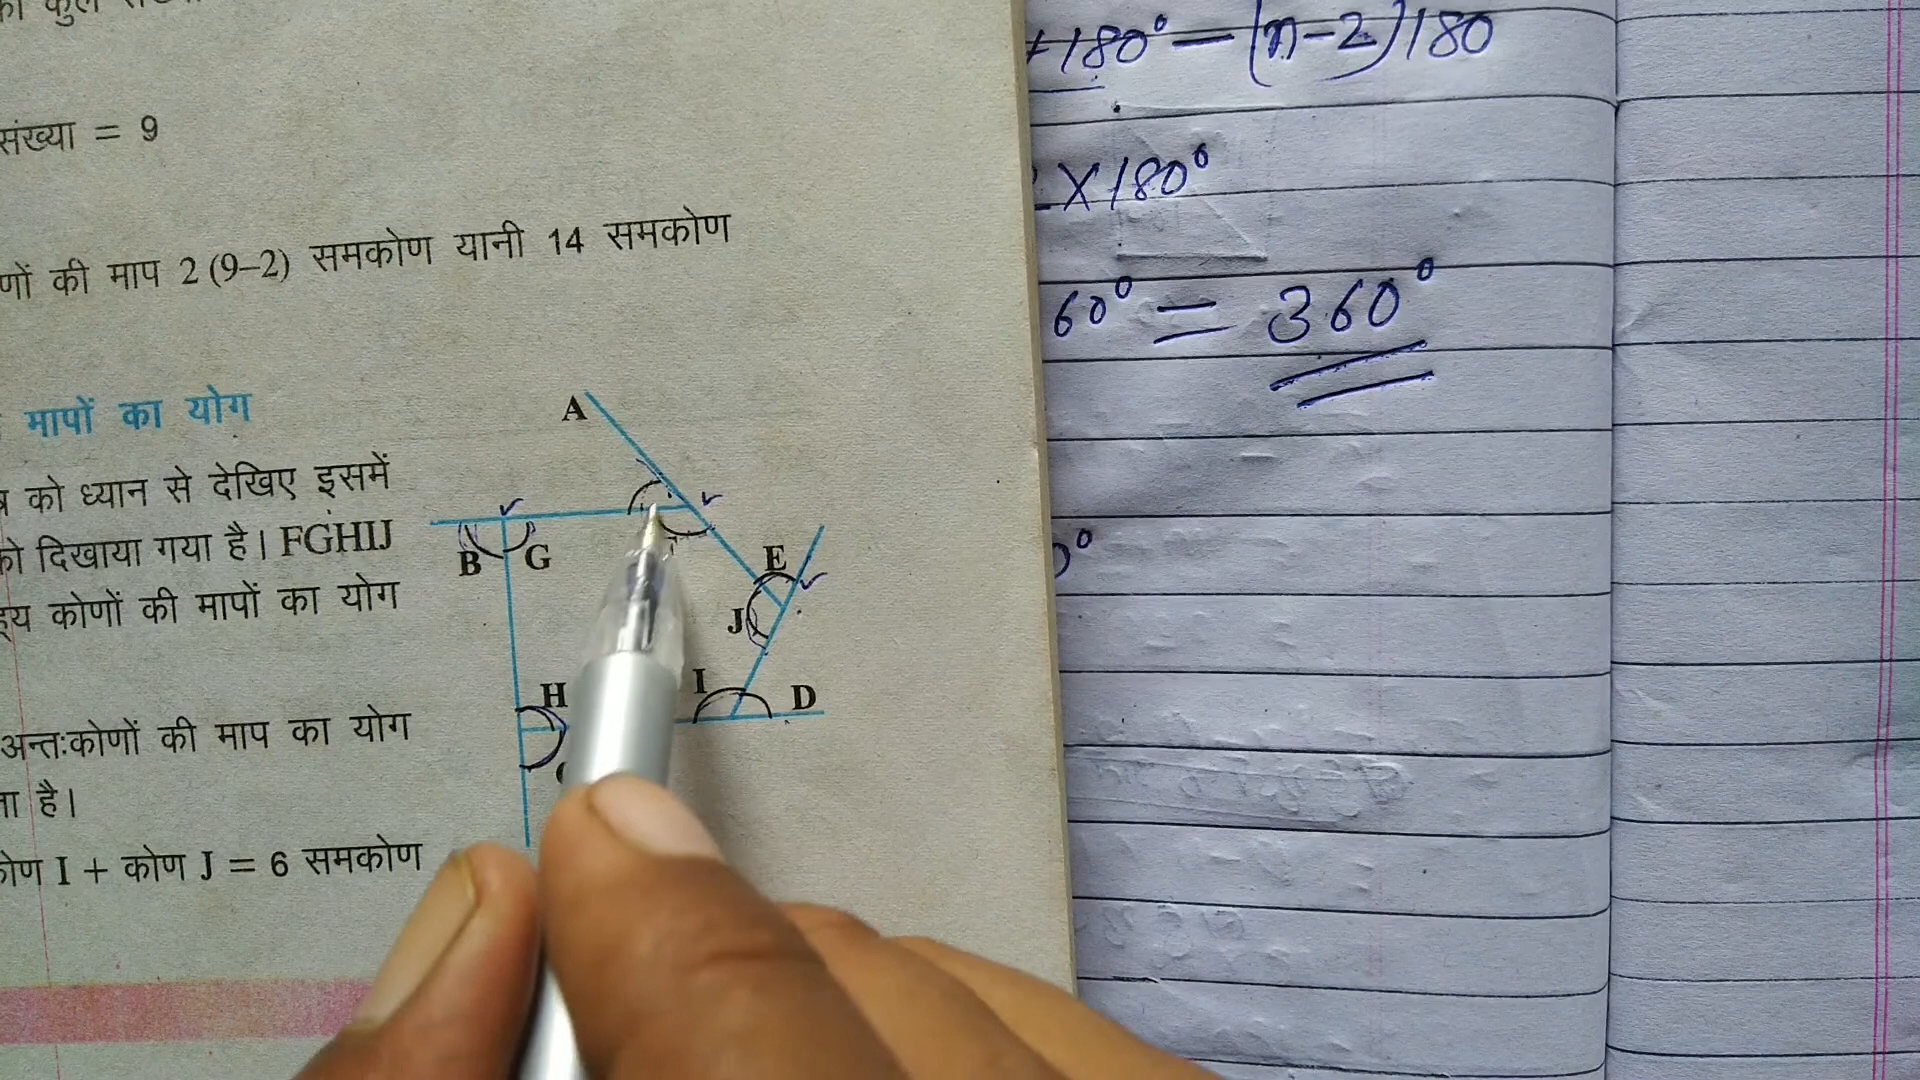 संख्या = 9
की माप 2 (9–2) समकोण यानी 14 समकोण
मापों का योग
को ध्यान से देखिए इसमें
को दिखाया गया है। FGHIJ
कोणों की मापों का योग
अन्तःकोणों की माप का योग
है।
I + कोण J = 6 समकोण
A
B G
E
J
H I D
+180° — (n–2)180
X180°
60° = 360°